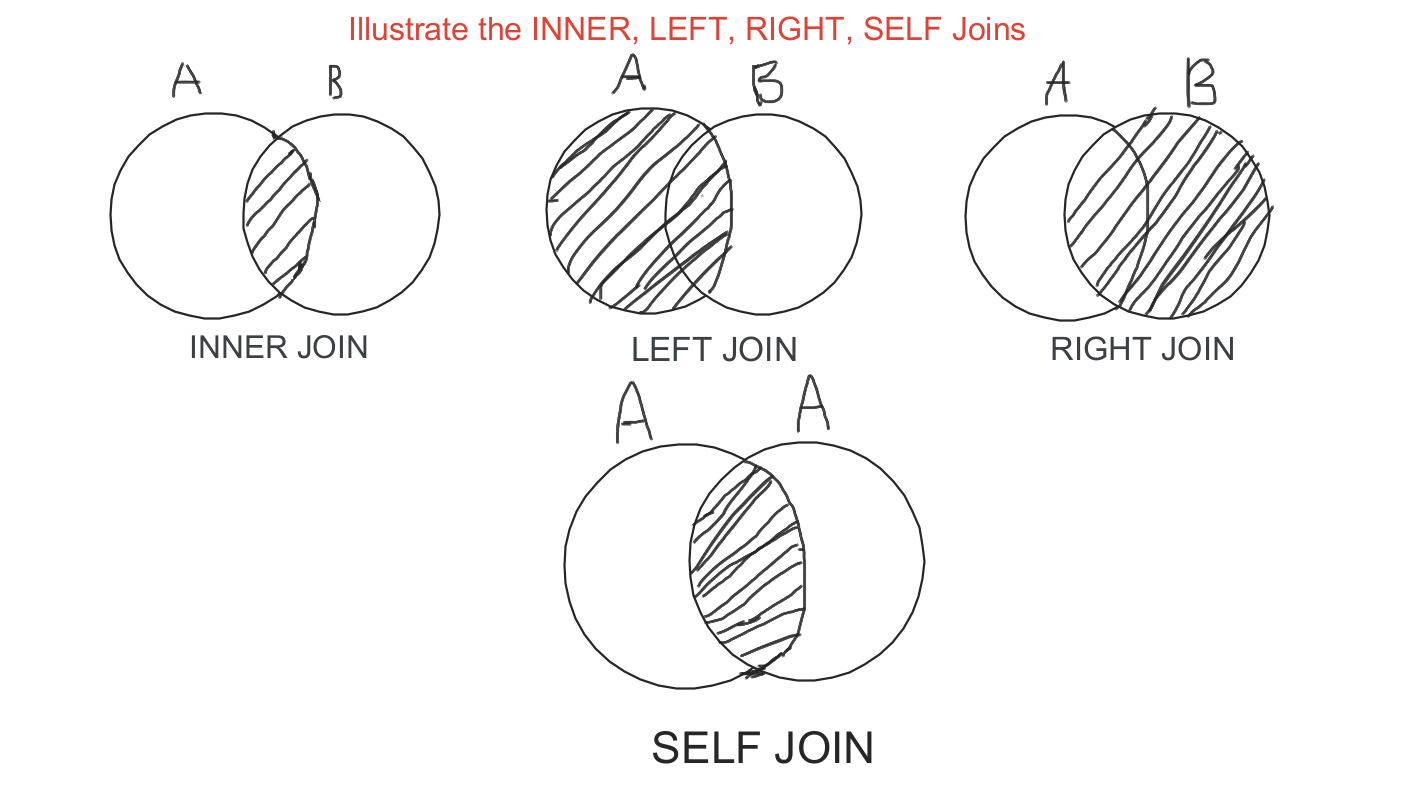 Illustrate the INNER, LEFT, RIGHT, SELF Joins
A B
A B
A B
INNER JOIN
LEFT JOIN
RIGHT JOIN
A A
SELF JOIN